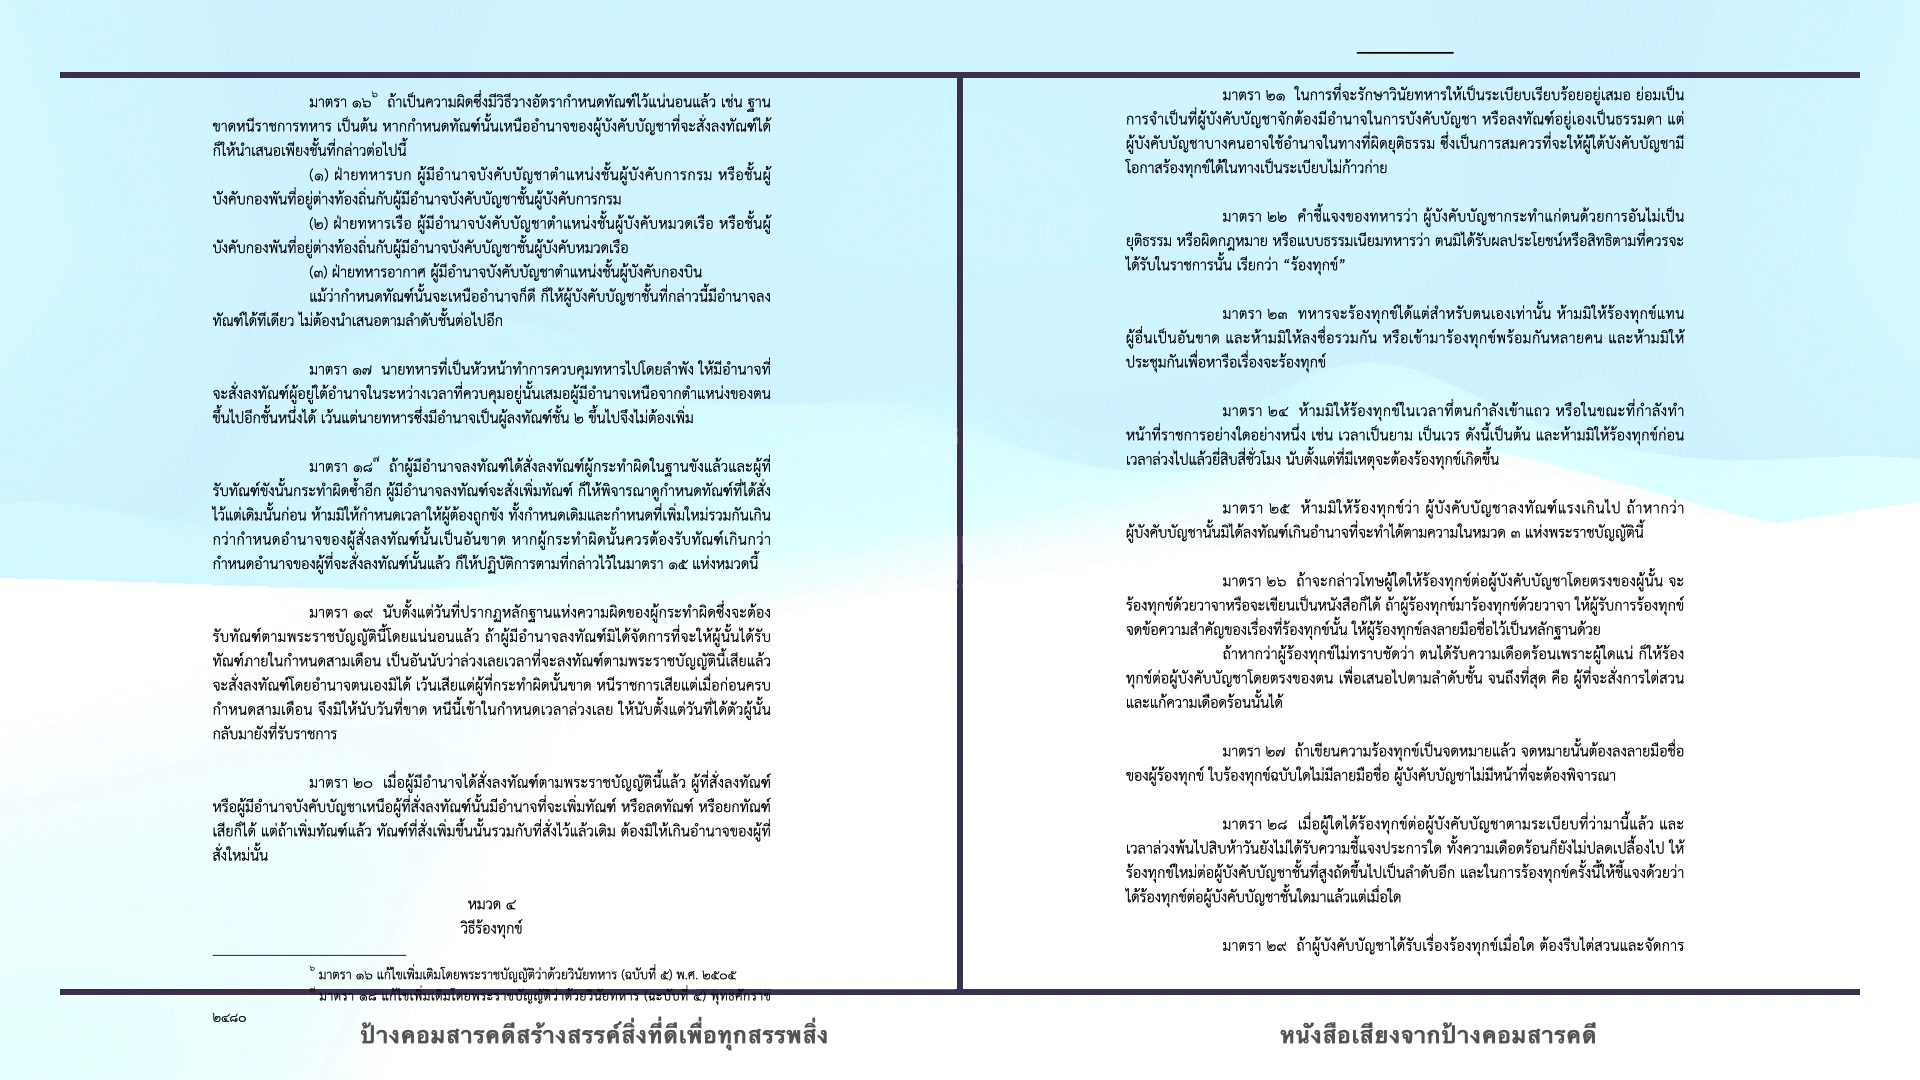 มาตรา ๑๖๖ ถ้าเป็นความผิดซึ่งมีวิธีวางอัตรากำหนดทัณฑ์ไว้แน่นอนแล้ว เช่น ฐาน
ขาดหนีราชการทหาร เป็นต้น หากกำหนดทัณฑ์นั้นเหนืออำนาจของผู้บังคับบัญชาที่จะสั่งลงทัณฑ์ได้
ก็ให้นำเสนอเพียงชั้นที่กล่าวต่อไปนี้
(๑) ฝ่ายทหารบก ผู้มีอำนาจบังคับบัญชาตำแหน่งชั้นผู้บังคับการกรม หรือชั้นผู้
บังคับกองพันที่อยู่ต่างท้องถิ่นกับผู้มีอำนาจบังคับบัญชาชั้นผู้บังคับการกรม
(๒) ฝ่ายทหารเรือ ผู้มีอำนาจบังคับบัญชาตำแหน่งชั้นผู้บังคับหมวดเรือ หรือชั้นผู้
บังคับกองพันที่อยู่ต่างท้องถิ่นกับผู้มีอำนาจบังคับบัญชาชั้นผู้บังคับหมวดเรือ
(๓) ฝ่ายทหารอากาศ ผู้มีอำนาจบังคับบัญชาตำแหน่งชั้นผู้บังคับกองบิน
แม้ว่ากำหนดทัณฑ์นั้นจะเหนืออำนาจก็ดี ก็ให้ผู้บังคับบัญชาชั้นที่กล่าวนี้มีอำนาจลง
ทัณฑ์ได้ทีเดียว ไม่ต้องนำเสนอตามลำดับชั้นต่อไปอีก
มาตรา ๑๗ นายทหารที่เป็นหัวหน้าทำการควบคุมทหารไปโดยลำพัง ให้มีอำนาจที่
จะสั่งลงทัณฑ์ผู้อยู่ใต้อำนาจในระหว่างเวลาที่ควบคุมอยู่นั้นเสมอผู้มีอำนาจเหนือจากตำแหน่งของตน
ขึ้นไปอีกชั้นหนึ่งได้ เว้นแต่นายทหารซึ่งมีอำนาจเป็นผู้ลงทัณฑ์ชั้น ๒ ขึ้นไปจึงไม่ต้องเพิ่ม
มาตรา ๑๘๗ ถ้าผู้มีอำนาจลงทัณฑ์ได้สั่งลงทัณฑ์ผู้กระทำผิดในฐานขังแล้วและผู้ที่
รับทัณฑ์ขังนั้นกระทำผิดซ้ำอีก ผู้มีอำนาจลงทัณฑ์จะสั่งเพิ่มทัณฑ์ ก็ให้พิจารณาดูกำหนดทัณฑ์ที่ได้สั่ง
ไว้แต่เดิมนั้นก่อน ห้ามมิให้กำหนดเวลาให้ผู้ต้องถูกขัง ทั้งกำหนดเดิมและกำหนดที่เพิ่มใหม่รวมกันเกิน
กว่ากำหนดอำนาจของผู้สั่งลงทัณฑ์นั้นเป็นอันขาด หากผู้กระทำผิดนั้นควรต้องรับทัณฑ์เกินกว่า
กำหนดอำนาจของผู้ที่จะสั่งลงทัณฑ์นั้นแล้ว ก็ให้ปฏิบัติการตามที่กล่าวไว้ในมาตรา ๑๕ แห่งหมวดนี้
มาตรา ๑๙ นับตั้งแต่วันที่ปรากฏหลักฐานแห่งความผิดของผู้กระทำผิดซึ่งจะต้อง
รับทัณฑ์ตามพระราชบัญญัตินี้โดยแน่นอนแล้ว ถ้าผู้มีอำนาจลงทัณฑ์มิได้จัดการที่จะให้ผู้นั้นได้รับ
ทัณฑ์ภายในกำหนดสามเดือน เป็นอันนับว่าล่วงเลยเวลาที่จะลงทัณฑ์ตามพระราชบัญญัตินี้เสียแล้ว
จะสั่งลงทัณฑ์โดยอำนาจตนเองมิได้ เว้นเสียแต่ผู้ที่กระทำผิดนั้นขาด หนีราชการเสียแต่เมื่อก่อนครบ
กำหนดสามเดือน จึงมิให้นับวันที่ขาด หนีนี้เข้าในกำหนดเวลาล่วงเลย ให้นับตั้งแต่วันที่ได้ตัวผู้นั้น
กลับมายังที่รับราชการ
มาตรา ๒๐ เมื่อผู้มีอำนาจได้สั่งลงทัณฑ์ตามพระราชบัญญัตินี้แล้ว ผู้ที่สั่งลงทัณฑ์
หรือผู้มีอำนาจบังคับบัญชาเหนือผู้ที่สั่งลงทัณฑ์นั้นมีอำนาจที่จะเพิ่มทัณฑ์ หรือลดทัณฑ์ หรือยกทัณฑ์
เสียก็ได้ แต่ถ้าเพิ่มทัณฑ์แล้ว ทัณฑ์ที่สั่งเพิ่มขึ้นนั้นรวมกับที่สั่งไว้แล้วเดิม ต้องมิให้เกินอำนาจของผู้ที่
สั่งใหม่นั้น
หมวด ๔
วิธีร้องทุกข์
๖ มาตรา ๑๖ แก้ไขเพิ่มเติมโดยพระราชบัญญัติว่าด้วยวินัยทหาร (ฉบับที่ ๕) พ.ศ. ๒๕๐๕
๗ มาตรา ๑๘ แก้ไขเพิ่มเติมโดยพระราชบัญญัติว่าด้วยวินัยทหาร (ฉะบับที่ ๔) พุทธศักราช
๒๔๘๐
มาตรา ๒๑ ในการที่จะรักษาวินัยทหารให้เป็นระเบียบเรียบร้อยอยู่เสมอ ย่อมเป็น
การจำเป็นที่ผู้บังคับบัญชาจักต้องมีอำนาจในการบังคับบัญชา หรือลงทัณฑ์อยู่เองเป็นธรรมดา แต่
ผู้บังคับบัญชาบางคนอาจใช้อำนาจในทางที่ผิดยุติธรรม ซึ่งเป็นการสมควรที่จะให้ผู้ใต้บังคับบัญชามี
โอกาสร้องทุกข์ได้ในทางเป็นระเบียบไม่ก้าวก่าย
มาตรา ๒๒ คำชี้แจงของทหารว่า ผู้บังคับบัญชากระทำแก่ตนด้วยการอันไม่เป็น
ยุติธรรม หรือผิดกฎหมาย หรือแบบธรรมเนียมทหารว่า ตนมิได้รับผลประโยชน์หรือสิทธิตามที่ควรจะ
ได้รับในราชการนั้น เรียกว่า “ร้องทุกข์”
มาตรา ๒๓ ทหารจะร้องทุกข์ได้แต่สำหรับตนเองเท่านั้น ห้ามมิให้ร้องทุกข์แทน
ผู้อื่นเป็นอันขาด และห้ามมิให้ลงชื่อรวมกัน หรือเข้ามาร้องทุกข์พร้อมกันหลายคน และห้ามมิให้
ประชุมกันเพื่อหารือเรื่องจะร้องทุกข์
มาตรา ๒๔ ห้ามมิให้ร้องทุกข์ในเวลาที่ตนกำลังเข้าแถว หรือในขณะที่กำลังทำ
หน้าที่ราชการอย่างใดอย่างหนึ่ง เช่น เวลาเป็นยาม เป็นเวร ดังนี้เป็นต้น และห้ามมิให้ร้องทุกข์ก่อน
เวลาล่วงไปแล้วยี่สิบสี่ชั่วโมง นับตั้งแต่ที่มีเหตุจะต้องร้องทุกข์เกิดขึ้น
มาตรา ๒๕ ห้ามมิให้ร้องทุกข์ว่า ผู้บังคับบัญชาลงทัณฑ์แรงเกินไป ถ้าหากว่า
ผู้บังคับบัญชานั้นมิได้ลงทัณฑ์เกินอำนาจที่จะทำได้ตามความในหมวด ๓ แห่งพระราชบัญญัตินี้
มาตรา ๒๖ ถ้าจะกล่าวโทษผู้ใดให้ร้องทุกข์ต่อผู้บังคับบัญชาโดยตรงของผู้นั้น จะ
ร้องทุกข์ด้วยวาจาหรือจะเขียนเป็นหนังสือก็ได้ ถ้าผู้ร้องทุกข์มาร้องทุกข์ด้วยวาจา ให้ผู้รับการร้องทุกข์
จดข้อความสำคัญของเรื่องที่ร้องทุกข์นั้น ให้ผู้ร้องทุกข์ลงลายมือชื่อไว้เป็นหลักฐานด้วย
ถ้าหากว่าผู้ร้องทุกข์ไม่ทราบชัดว่า ตนได้รับความเดือดร้อนเพราะผู้ใดแน่ ก็ให้ร้อง
ทุกข์ต่อผู้บังคับบัญชาโดยตรงของตน เพื่อเสนอไปตามลำดับชั้น จนถึงที่สุด คือ ผู้ที่จะสั่งการไต่สวน
และแก้ความเดือดร้อนนั้นได้
มาตรา ๒๗ ถ้าเขียนความร้องทุกข์เป็นจดหมายแล้ว จดหมายนั้นต้องลงลายมือชื่อ
ของผู้ร้องทุกข์ ใบร้องทุกข์ฉบับใดไม่มีลายมือชื่อ ผู้บังคับบัญชาไม่มีหน้าที่จะต้องพิจารณา
มาตรา ๒๘ เมื่อผู้ใดได้ร้องทุกข์ต่อผู้บังคับบัญชาตามระเบียบที่ว่ามานี้แล้ว และ
เวลาล่วงพ้นไปสิบห้าวันยังไม่ได้รับความชี้แจงประการใด ทั้งความเดือดร้อนก็ยังไม่ปลดเปลื้องไป ให้
ร้องทุกข์ใหม่ต่อผู้บังคับบัญชาชั้นที่สูงถัดขึ้นไปเป็นลำดับอีก และในการร้องทุกข์ครั้งนี้ให้ชี้แจงด้วยว่า
ได้ร้องทุกข์ต่อผู้บังคับบัญชาชั้นใดมาแล้วแต่เมื่อใด
มาตรา ๒๙ ถ้าผู้บังคับบัญชาได้รับเรื่องร้องทุกข์เมื่อใด ต้องรีบไต่สวนและจัดการ
ป้างคอมสารคดีสร้างสรรค์สิ่งที่ดีเพื่อทุกสรรพสิ่ง
หนังสือเสียงจากป้างคอมสารคดี